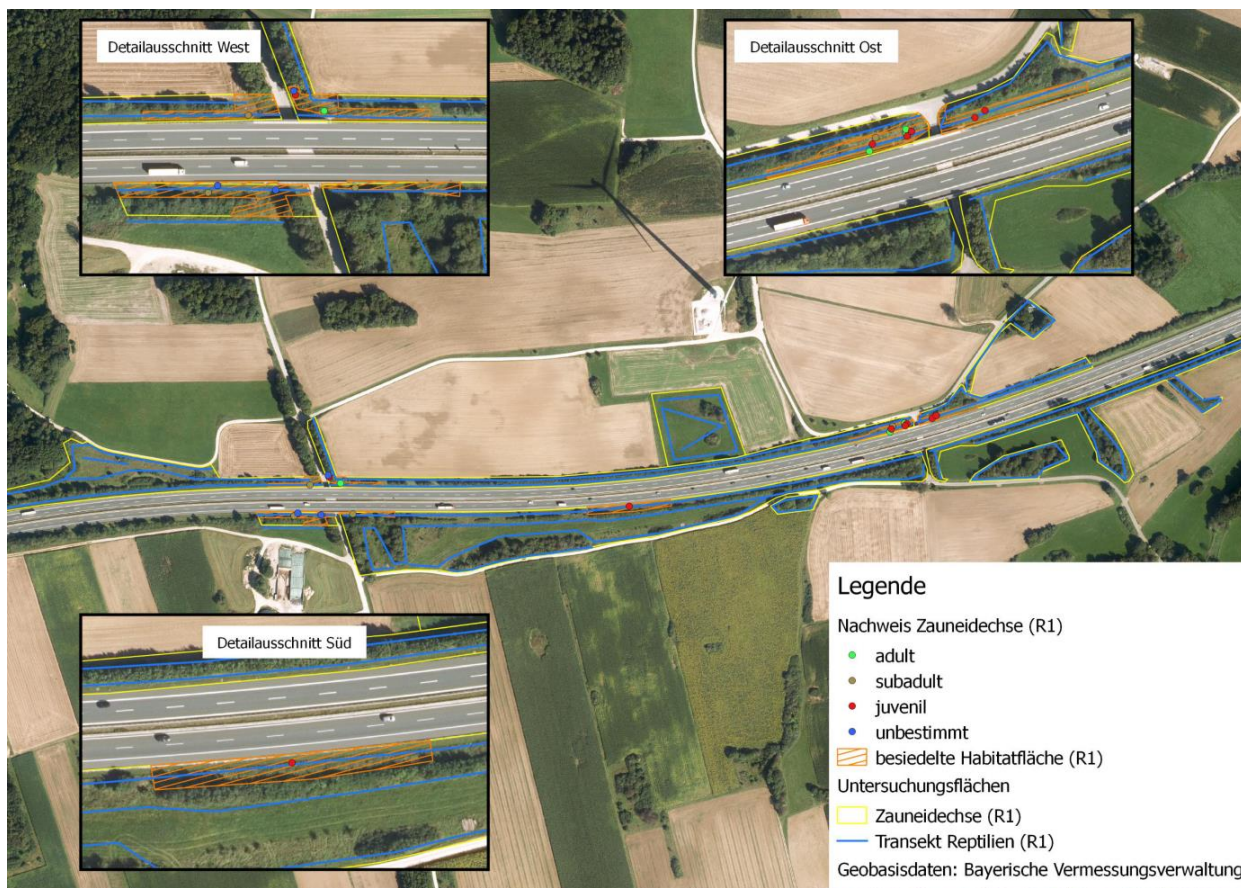 Detailausschnitt West
Detailausschnitt Ost
Detailausschnitt Süd
Legende
Nachweis Zauneidechse (R1)
adult
subadult
juvenil
unbestimmt
besiedelte Habitatfläche (R1)
Untersuchungsflächen
Zauneidechse (R1)
Transekt Reptilien (R1)
Geobasisdaten: Bayerische Vermessungsverwaltung